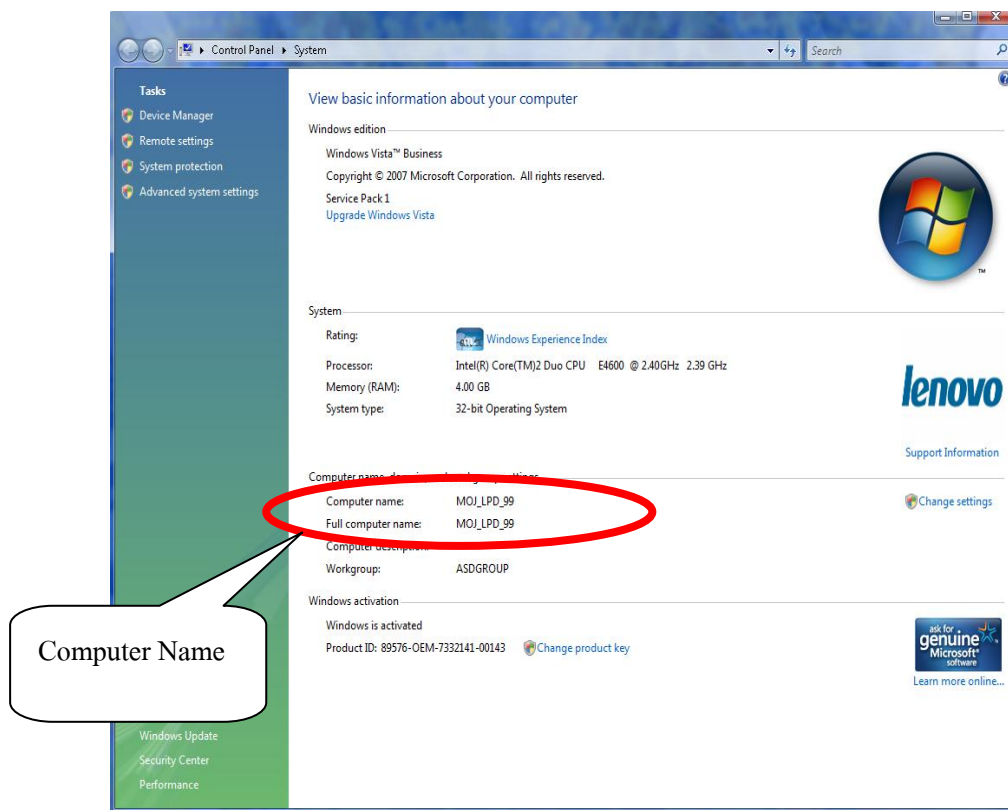 Control Panel ▸ System
Search
Tasks
Device Manager
Remote settings
System protection
Advanced system settings
View basic information about your computer
Windows edition
Windows Vista™ Business
Copyright © 2007 Microsoft Corporation. All rights reserved.
Service Pack 1
Upgrade Windows Vista
TM
System
Rating:
Windows Experience Index
Processor: Intel(R) Core(TM)2 Duo CPU E4600 @ 2.40GHz 2.39 GHz
Memory (RAM): 4.00 GB
System type: 32-bit Operating System
lenovo
Support Information
Computer name:
MOJ_LPD_99
Change settings
Full computer name: MOJ_LPD_99
Computer description:
Workgroup: ASDGROUP
Computer Name
Windows activation
Windows is activated
Product ID: 89576-OEM-7332141-00143 Change product key
ask for
genuine
Microsoft®
software
Learn more online...
Windows Update
Security Center
Performance